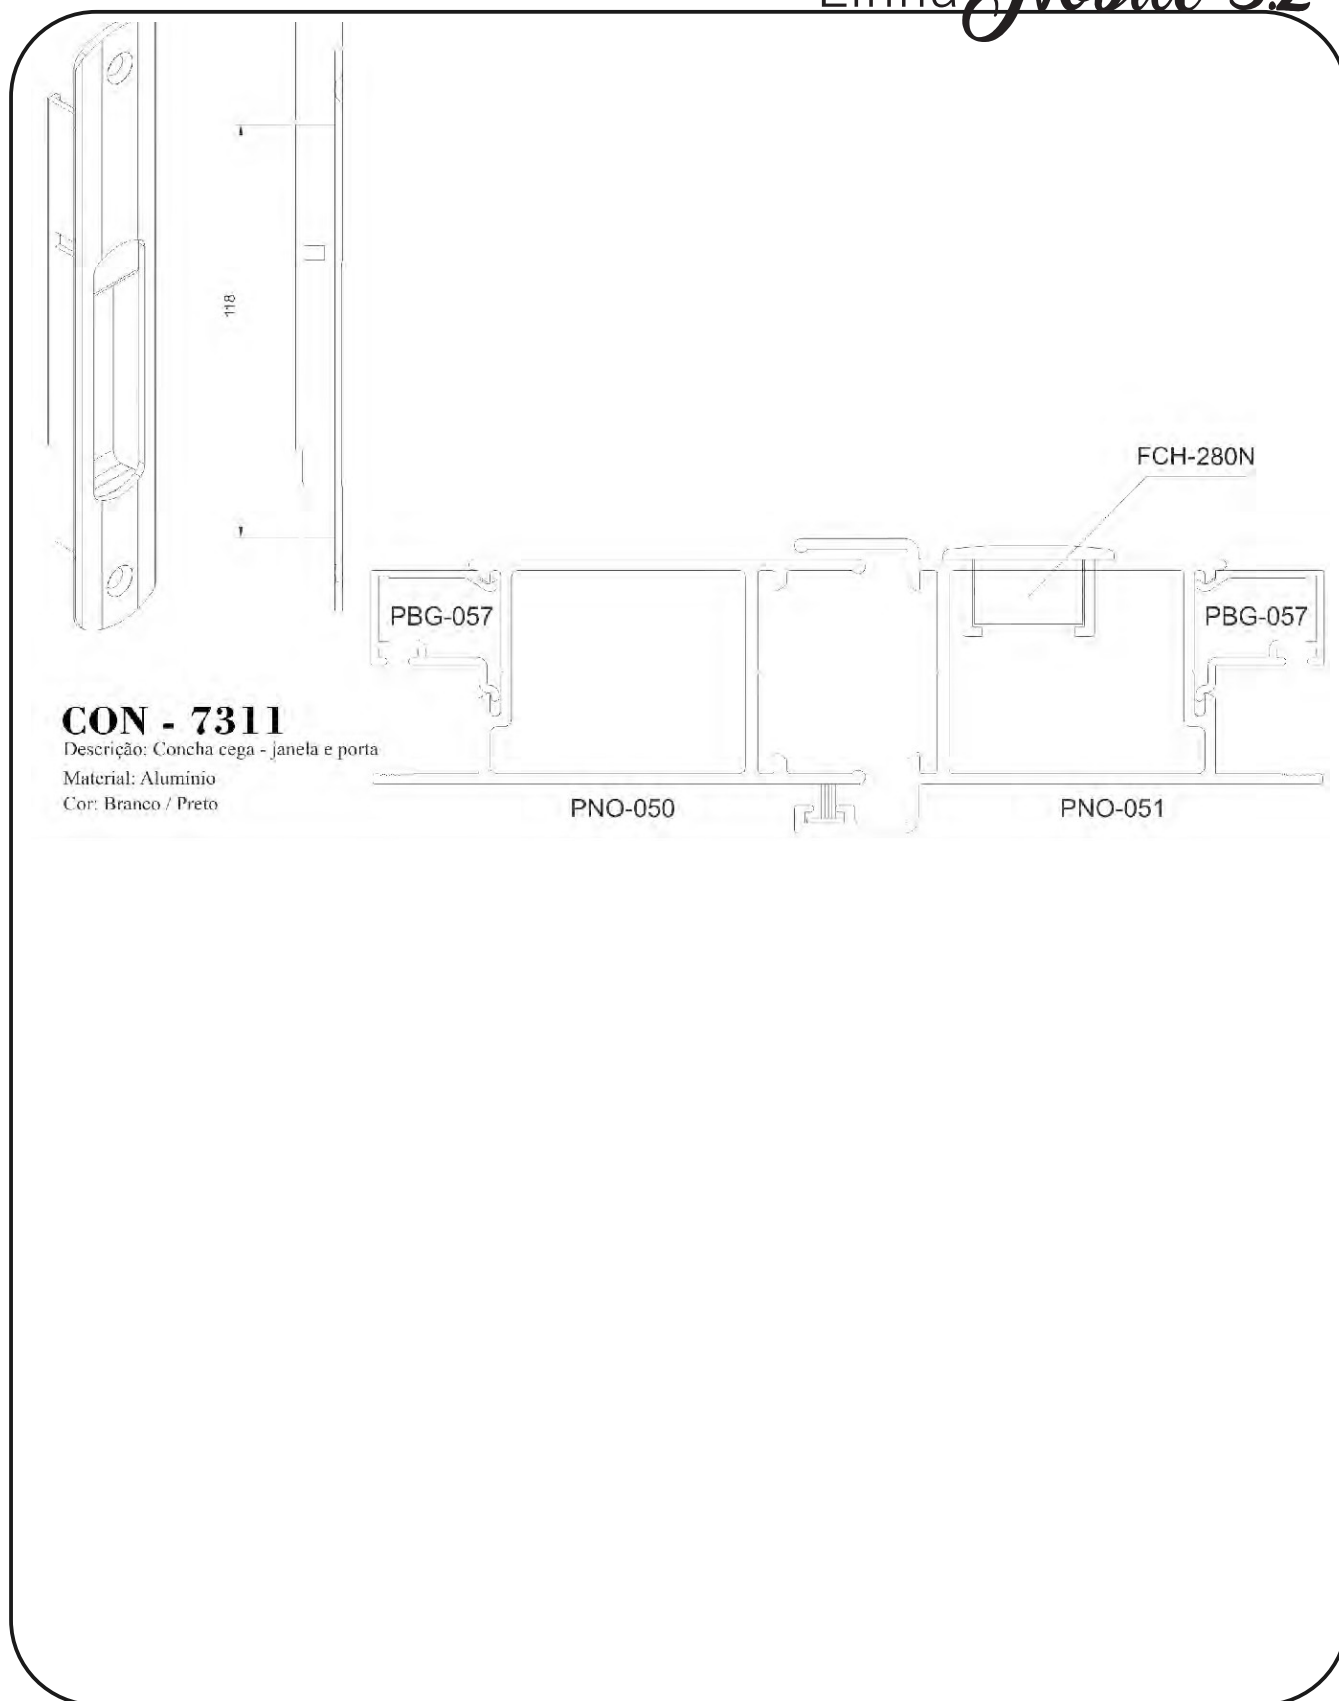 118
FCH-280N
PBG-057
PBG-057
CON - 7311
Descrição: Concha cega - janela e porta
Material: Alumínio
Cor: Branco / Preto
PNO-050
PNO-051